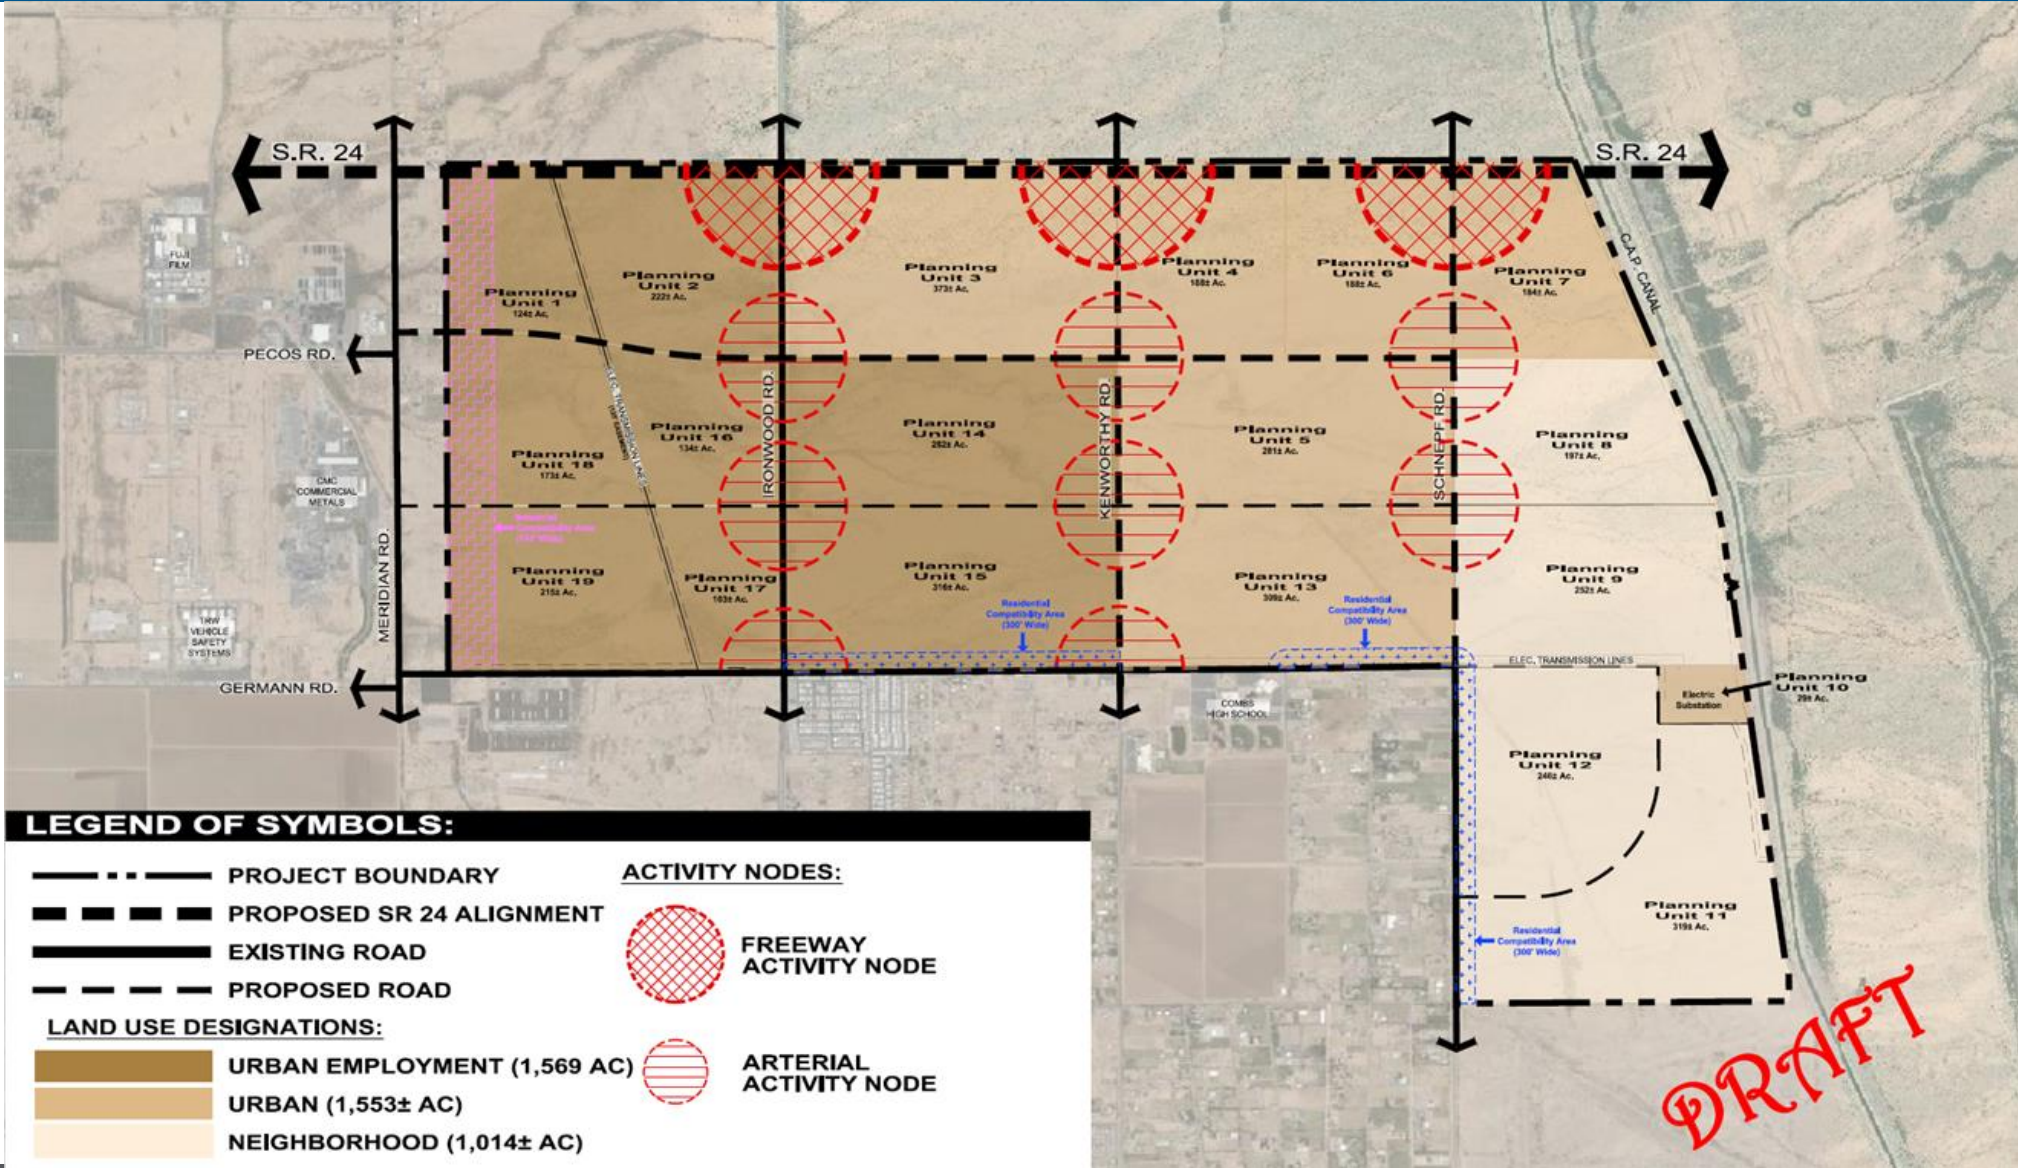 S.R. 24
S.R. 24
C.A.P. CANAL
FUJI
FILM
Planning
Unit 1
124± Ac.
Planning
Unit 2
222± Ac.
Planning
Unit 3
373± Ac.
Planning
Unit 4
188± Ac.
Planning
Unit 6
188± Ac.
Planning
Unit 7
184± Ac.
PECOS RD.
ELEC. TRANSMISSION LINES
IRONWOOD RD.
KENWORTHY RD.
SCHNEPF RD.
MERIDIAN RD.
Planning
Unit 18
173± Ac.
Planning
Unit 16
134± Ac.
Planning
Unit 14
252± Ac.
Planning
Unit 5
281± Ac.
Planning
Unit 8
197± Ac.
CMC
COMMERCIAL
METALS
Compatibility Area
Planning
Unit 19
215± Ac.
Planning
Unit 17
103± Ac.
Planning
Unit 15
316± Ac.
Planning
Unit 13
309± Ac.
Planning
Unit 9
252± Ac.
Residential
Compatibility Area
(300' Wide)
Residential
Compatibility Area
(300' Wide)
TRW
VEHICLE
SAFETY
SYSTEMS
ELEC. TRANSMISSION LINES
GERMANN RD.
COMBS
HIGH SCHOOL
Electric
Substation
Planning
Unit 10
29± Ac.
Planning
Unit 12
246± Ac.
Planning
Unit 11
319± Ac.
Residential
Compatibility Area
(300' Wide)
DRAFT
LEGEND OF SYMBOLS:
PROJECT BOUNDARY
PROPOSED SR 24 ALIGNMENT
EXISTING ROAD
PROPOSED ROAD
LAND USE DESIGNATIONS:
URBAN EMPLOYMENT (1,569 AC)
URBAN (1,553± AC)
NEIGHBORHOOD (1,014± AC)
ACTIVITY NODES:
FREEWAY
ACTIVITY NODE
ARTERIAL
ACTIVITY NODE